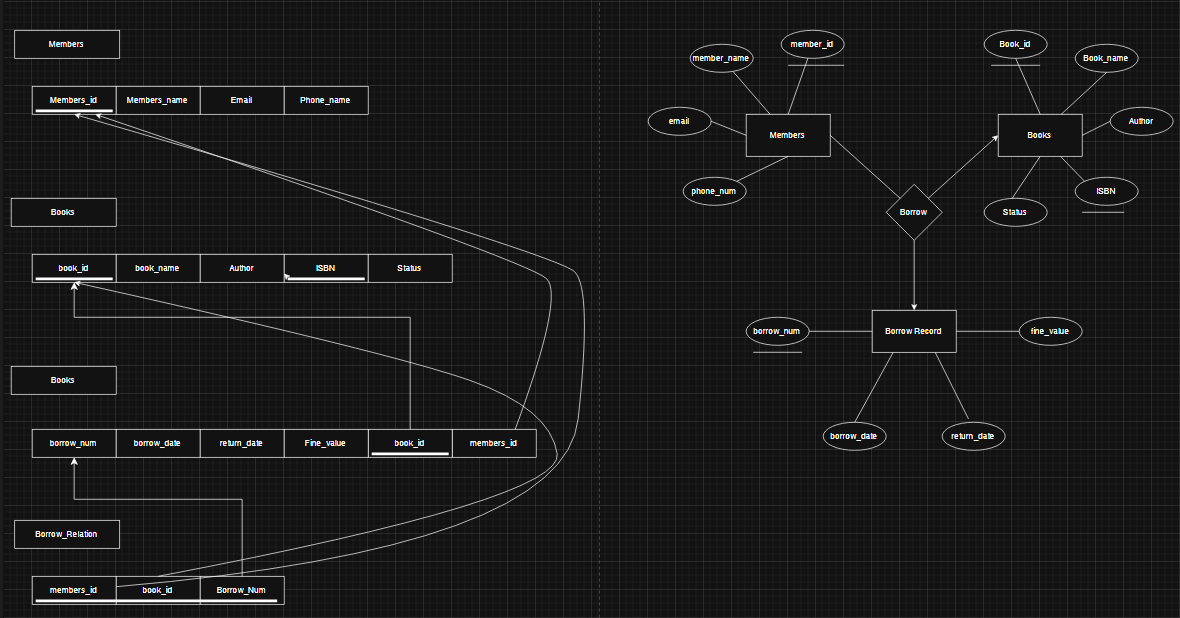 Members
Members_id Members_name Email Phone_name
Books
book_id book_name Author ISBN Status
Books
borrow_num borrow_date return_date Fine_value book_id members_id
Borrow_Relation
members_id book_id Borrow_Num
member_name
member_id
email
Members
phone_num
Book_id
Book_name
Author
Books
ISBN
Status
Borrow
borrow_num
Borrow Record
fine_value
borrow_date
return_date